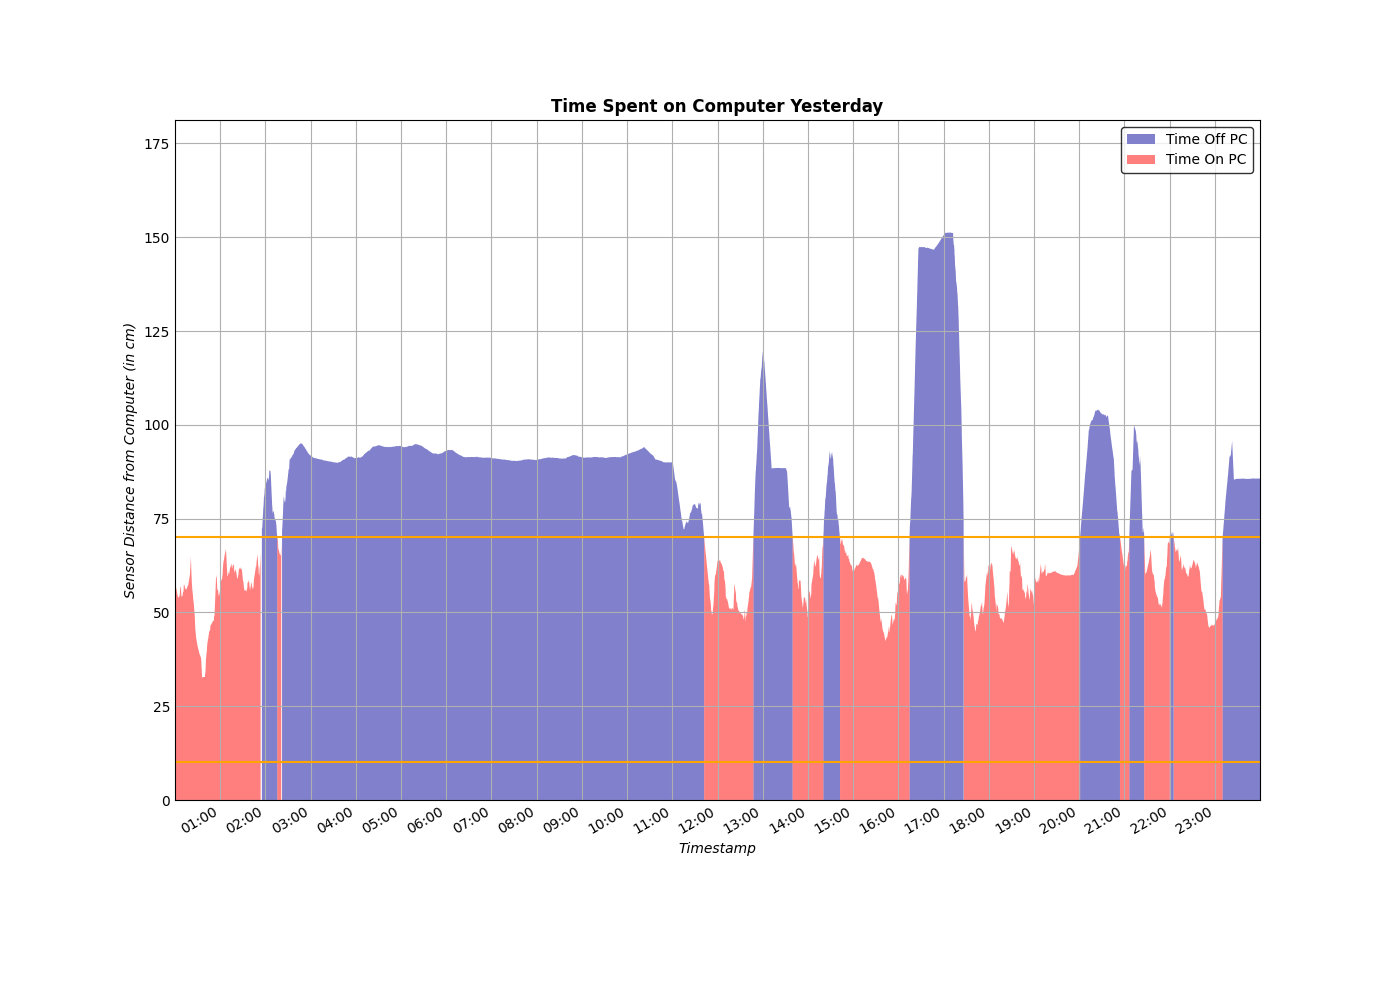 Time Spent on Computer Yesterday
Time Off PC
Time On PC
175
150
125
100
75
50
25
0
Sensor Distance from Computer (in cm)
01:00 02:00 03:00 04:00 05:00 06:00 07:00 08:00 09:00 10:00 11:00 12:00 13:00 14:00 15:00 16:00 17:00 18:00 19:00 20:00 21:00 22:00 23:00
Timestamp